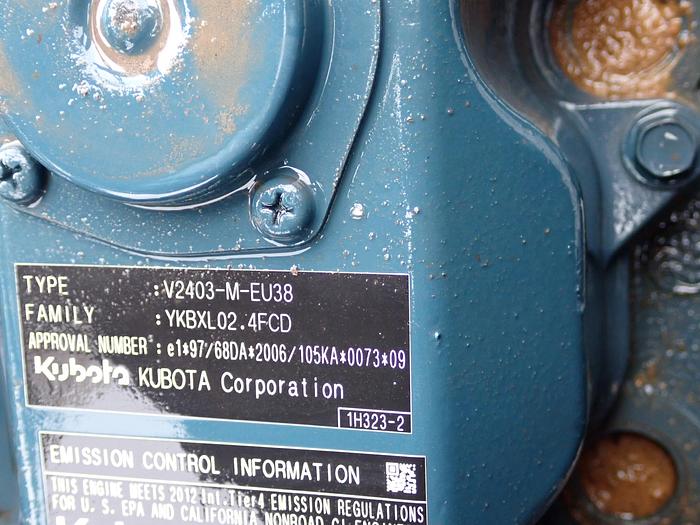 TYPE :V2403-M-EU38
FAMILY :YKBXL02.4FCD
APPROVAL NUMBER :e1*97/68DA*2006/105KA*0073*09
Kubota KUBOTA Corporation
1H323-2
EMISSION CONTROL INFORMATION
THIS ENGINE MEETS 2012 Int.Tier4 EMISSION REGULATIONS
FOR U.S. EPA AND CALIFORNIA NONROAD CI